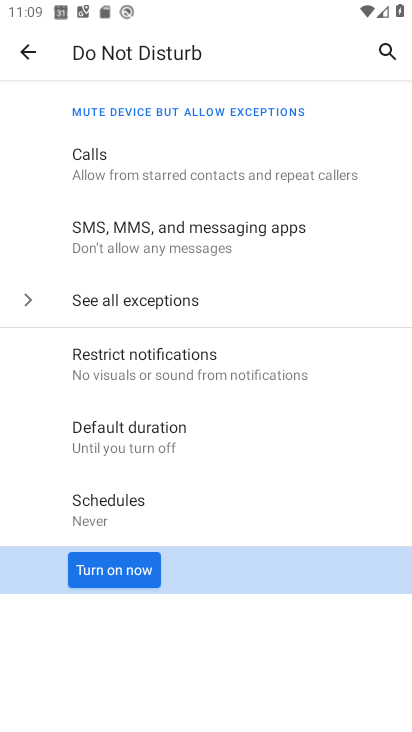 11:09
Do Not Disturb
MUTE DEVICE BUT ALLOW EXCEPTIONS
Calls
Allow from starred contacts and repeat callers
SMS, MMS, and messaging apps
Don't allow any messages
See all exceptions
Restrict notifications
No visuals or sound from notifications
Default duration
Until you turn off
Schedules
Never
Turn on now